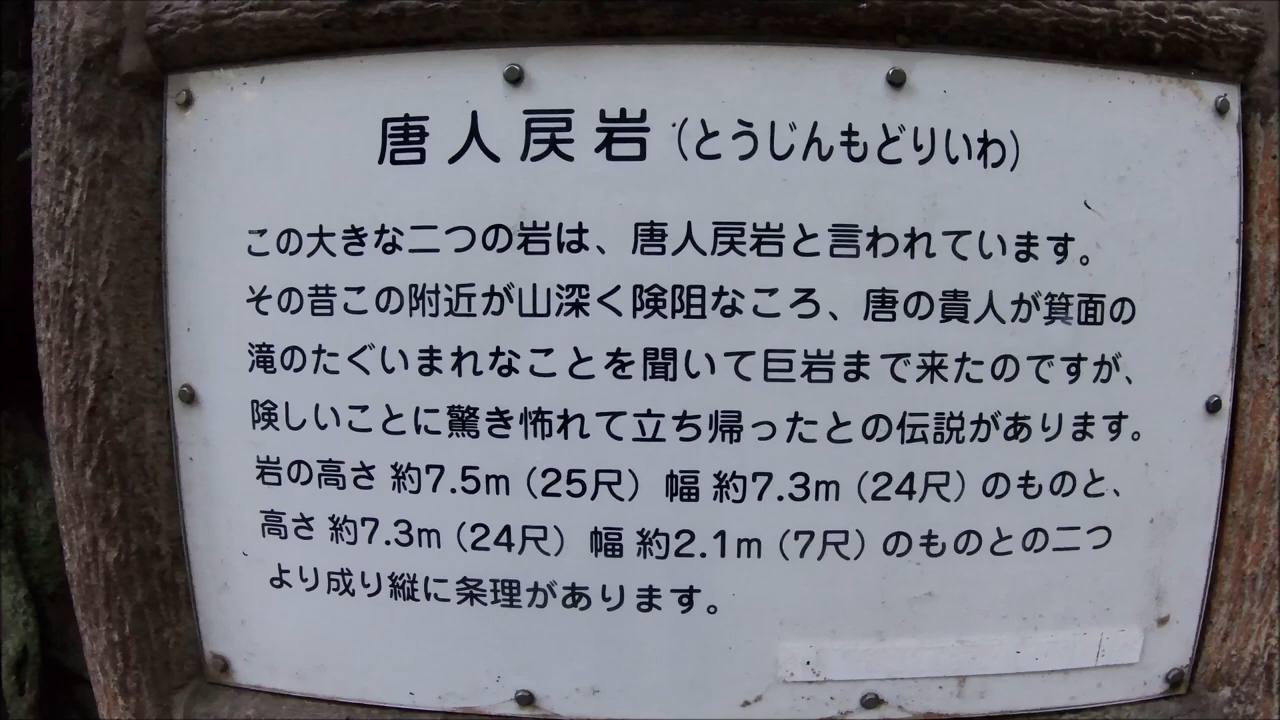 唐人戻岩（とうじんもどりいわ）
この大きな二つの岩は、唐人戻岩と言われています。
その昔この附近が山深く険阻なころ、唐の貴人が箕面の
滝のたぐいまれなことを聞いて巨岩まで来たのですが、
険しいことに驚き怖れて立ち帰ったとの伝説があります。
岩の高さ 約7.5m（25尺） 幅 約7.3m（24尺）のものと、
高さ 約7.3m（24尺） 幅 約2.1m（7尺）のものとの二つ
より成り縦に条理があります。